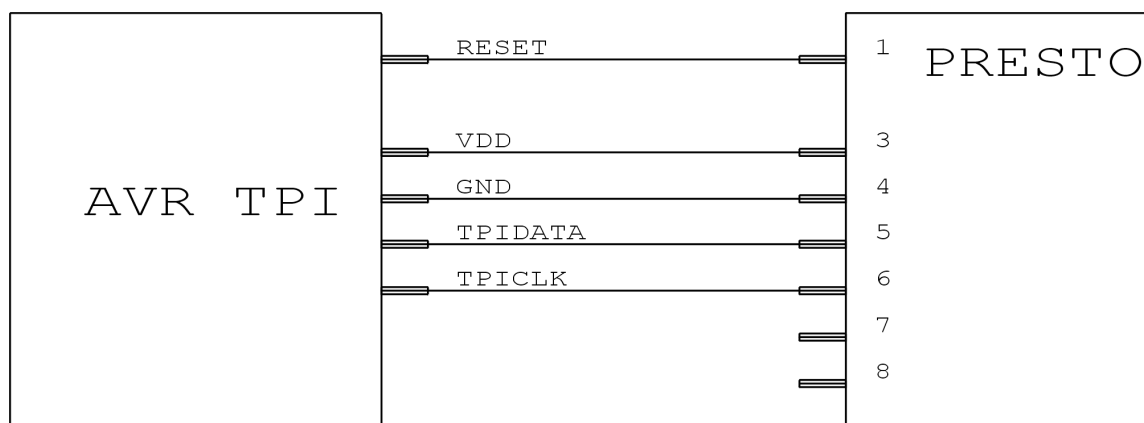 RESET
1
PRESTO
VDD
3
AVR TPI
GND
4
TPIDATA
5
TPICLK
6
7
8